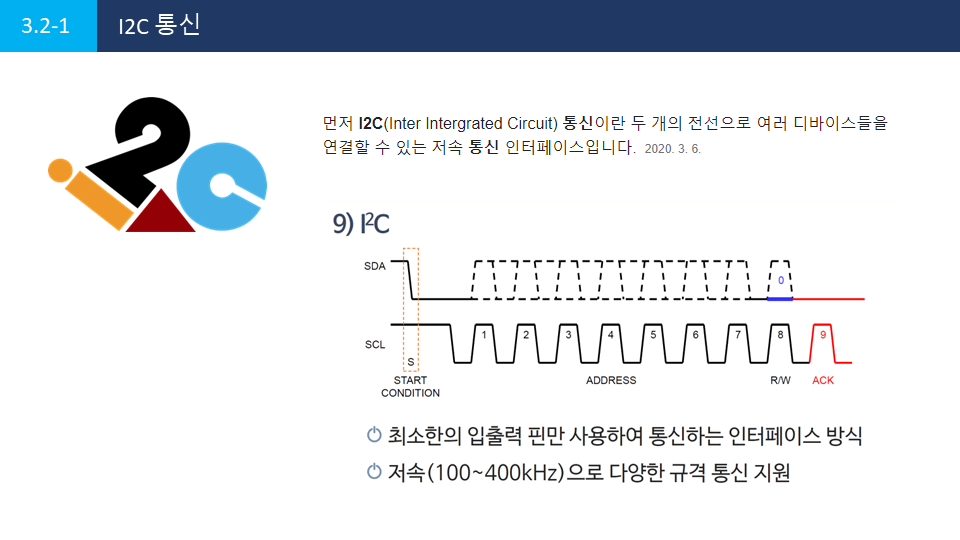 3.2-1
I2C 통신
i2C
먼저 I2C(Inter Intergrated Circuit) 통신이란 두 개의 전선으로 여러 디바이스들을
연결할 수 있는 저속 통신 인터페이스입니다. 2020. 3. 6.
9) I²C
SDA
0
SCL
1 2 3 4 5 6 7 8 9
S
START
CONDITION
ADDRESS
R/W
ACK
최소한의 입출력 핀만 사용하여 통신하는 인터페이스 방식
저속(100~400kHz)으로 다양한 규격 통신 지원